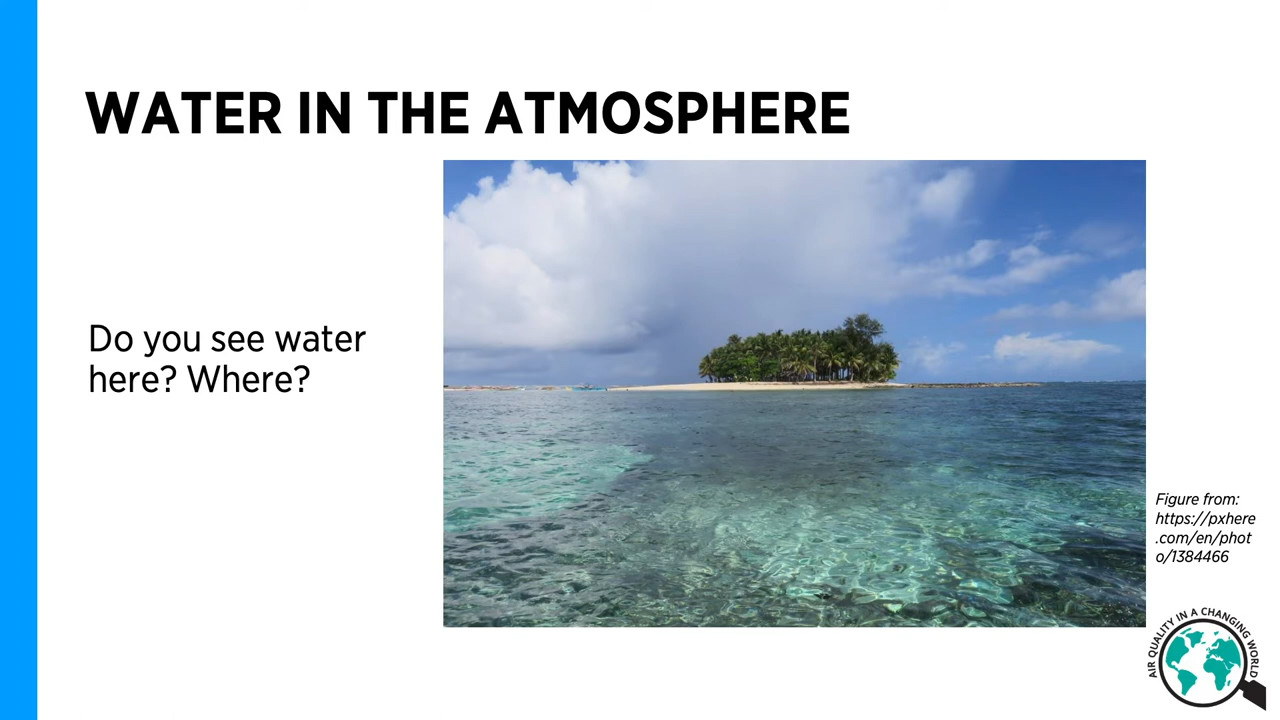 WATER IN THE ATMOSPHERE
Do you see water
here? Where?
Figure from:
https://pxhere
.com/en/phot
o/1384466
AIR QUALITY IN A CHANGING WORLD